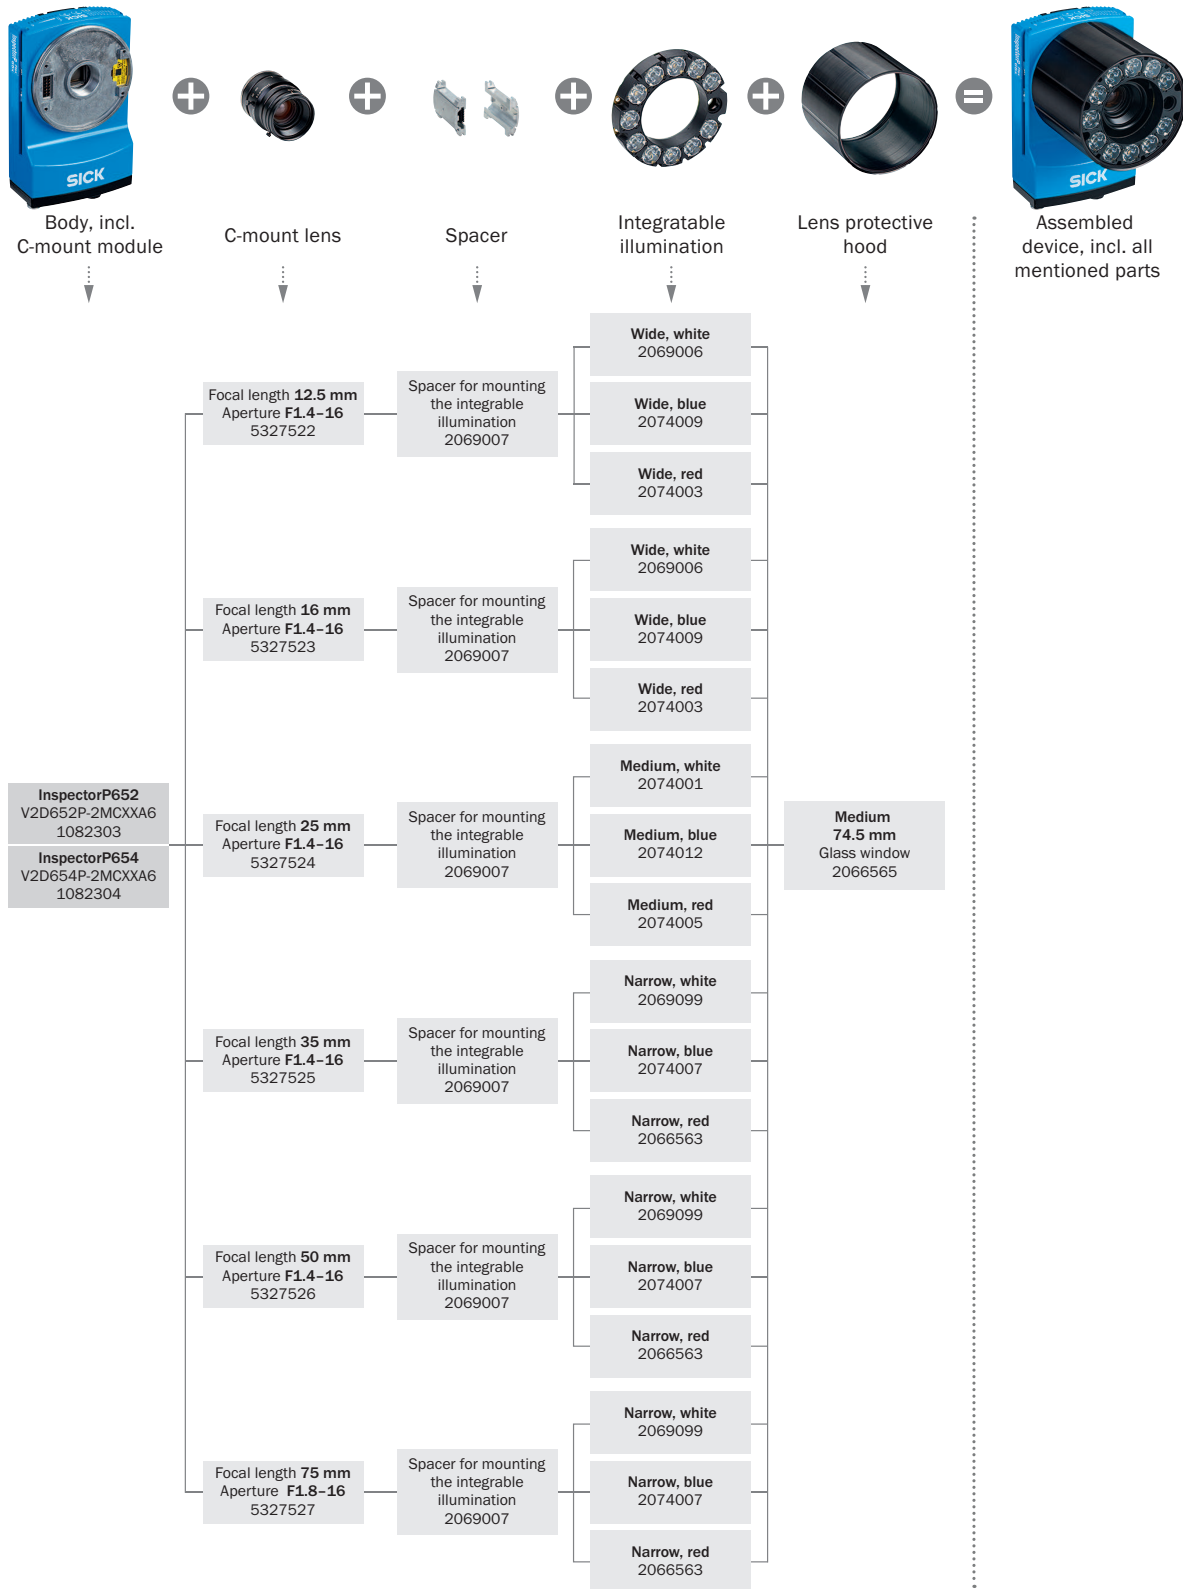 SICK
SICK
SICK
SICK
Body, incl.
C-mount module
C-mount lens
Spacer
Integratable
illumination
Lens protective
hood
Assembled
device, incl. all
mentioned parts
Focal length 12.5 mm
Aperture F1.4–16
5327522
Spacer for mounting
the integrable
illumination
2069007
Wide, white
2069006
Wide, blue
2074009
Wide, red
2074003
Focal length 16 mm
Aperture F1.4–16
5327523
Spacer for mounting
the integrable
illumination
2069007
Wide, white
2069006
Wide, blue
2074009
Wide, red
2074003
InspectorP652
V2D652P-2MCXXA6
1082303
InspectorP654
V2D654P-2MCXXA6
1082304
Focal length 25 mm
Aperture F1.4–16
5327524
Spacer for mounting
the integrable
illumination
2069007
Medium, white
2074001
Medium, blue
2074012
Medium, red
2074005
Medium
74.5 mm
Glass window
2066565
Focal length 35 mm
Aperture F1.4–16
5327525
Spacer for mounting
the integrable
illumination
2069007
Narrow, white
2069099
Narrow, blue
2074007
Narrow, red
2066563
Focal length 50 mm
Aperture F1.4–16
5327526
Spacer for mounting
the integrable
illumination
2069007
Narrow, white
2069099
Narrow, blue
2074007
Narrow, red
2066563
Focal length 75 mm
Aperture F1.8–16
5327527
Spacer for mounting
the integrable
illumination
2069007
Narrow, white
2069099
Narrow, blue
2074007
Narrow, red
2066563